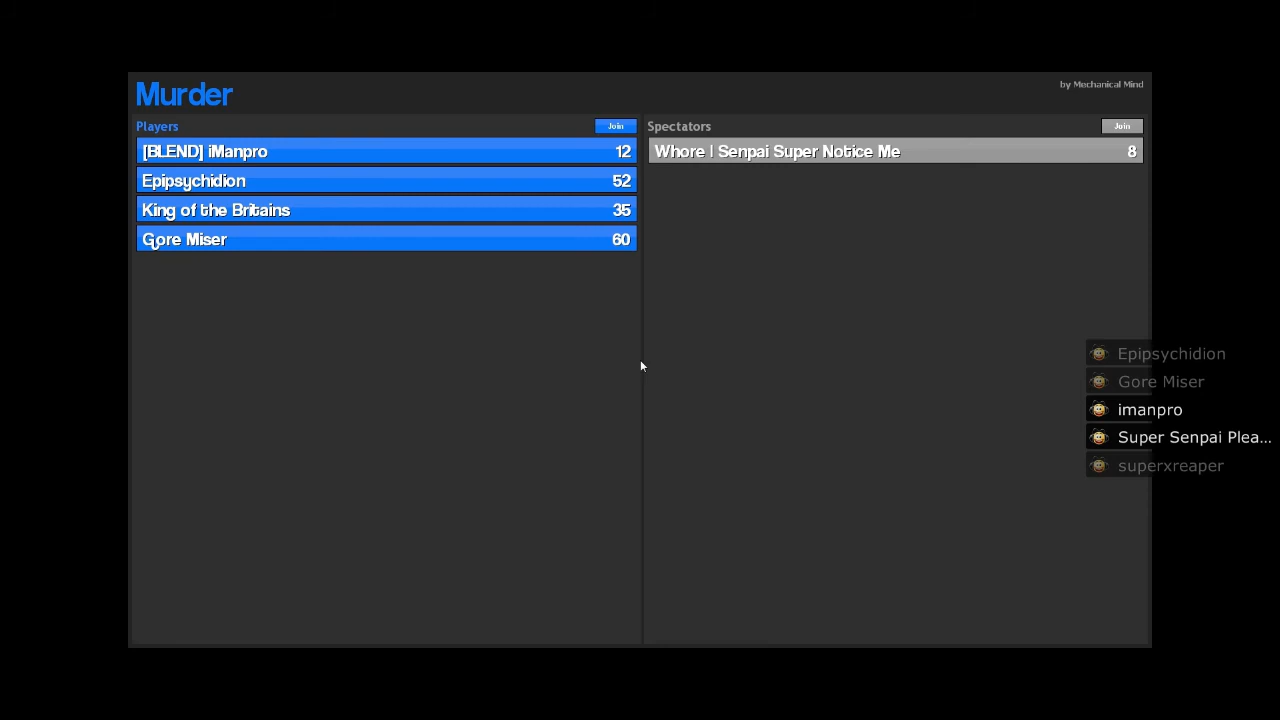 Murder
by Mechanical Mind
Players
Join
Spectators
Join
[BLEND] iManpro 12
Whore | Senpai Super Notice Me 8
Epipsychidion 52
King of the Britains 35
Gore Miser 60
Epipsychidion
Gore Miser
imanpro
Super Senpai Plea...
superxreaper